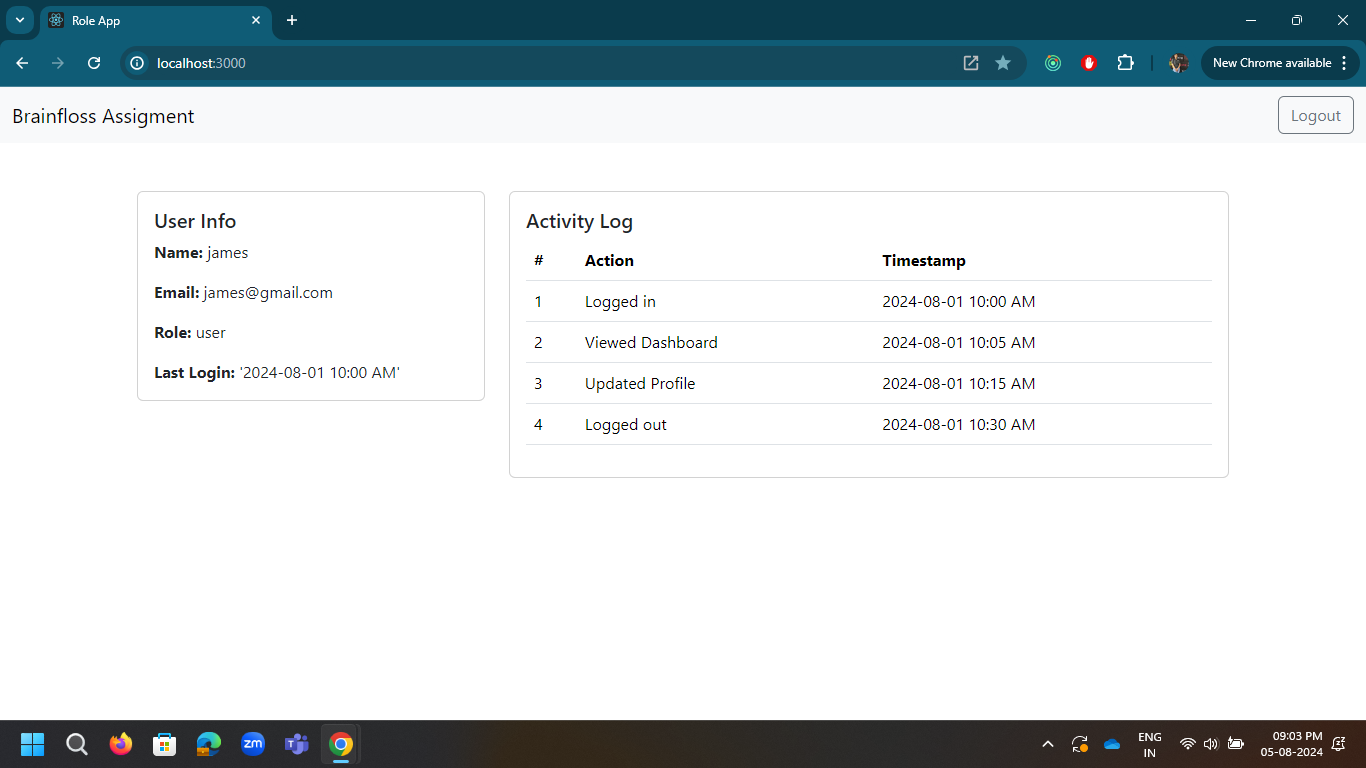 Role App
localhost:3000
New Chrome available
Brainfloss Assigment
Logout
User Info
Name: james
Email: james@gmail.com
Role: user
Last Login: '2024-08-01 10:00 AM'
Activity Log
# Action Timestamp
1 Logged in 2024-08-01 10:00 AM
2 Viewed Dashboard 2024-08-01 10:05 AM
3 Updated Profile 2024-08-01 10:15 AM
4 Logged out 2024-08-01 10:30 AM
zm
ENG
IN
09:03 PM
05-08-2024